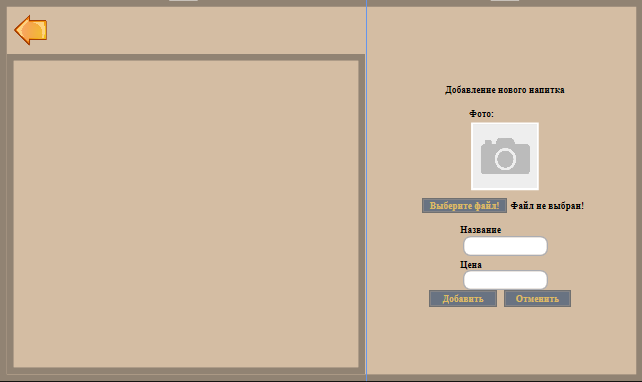 Добавление нового напитка
Фото:
Выберите файл! Файл не выбран!
Название
Цена
Добавить Отменить